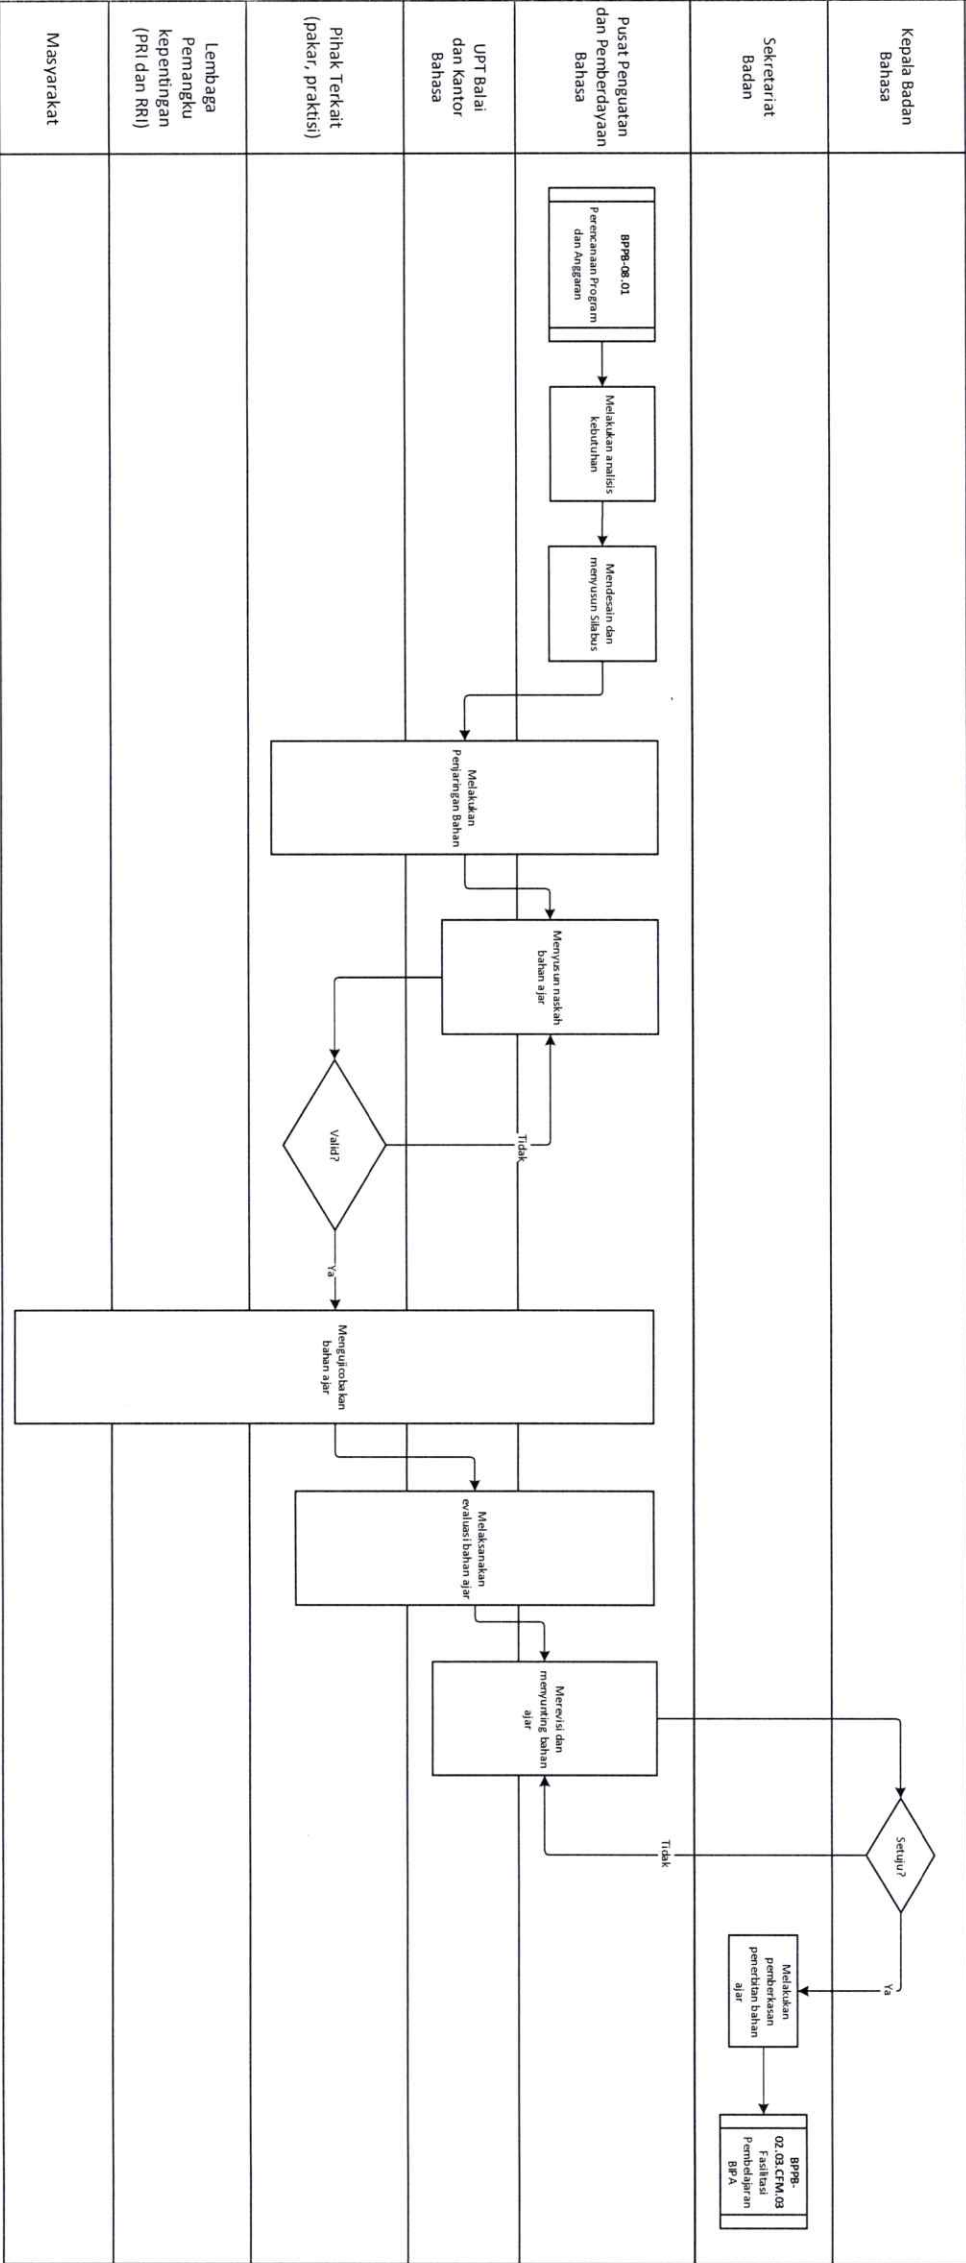 Kepala Badan
Bahasa
Sekretariat
Badan
Pusat Penguatan
dan Pemberdayaan
Bahasa
UPT Balai
dan Kantor
Bahasa
Pihak Terkait
(pakar, praktisi)
Lembaga
Pemangku
kepentingan
(PRI dan RRI)
Masyarakat
BPPB-08.01
Perencanaan Program
dan Anggaran
Melakukan analisis
kebutuhan
Mendesain dan
menyusun Silabus
Melakukan
Penjaringan Bahan
Menyusun naskah
bahan ajar
Valid?
Tidak
Ya
Mengujicobakan
bahan ajar
Melaksanakan
evaluasi bahan ajar
Merevisi dan
menyunting bahan
ajar
Setuju?
Tidak
Ya
Melakukan
pemberkasan
penerbitan bahan
ajar
BPPB-
02.03.CFM.03
Fasilitasi
Pembelajaran
BIPA